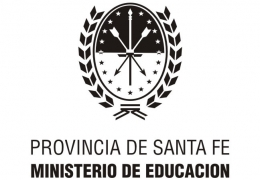 PROVINCIA DE SANTA FE
MINISTERIO DE EDUCACION